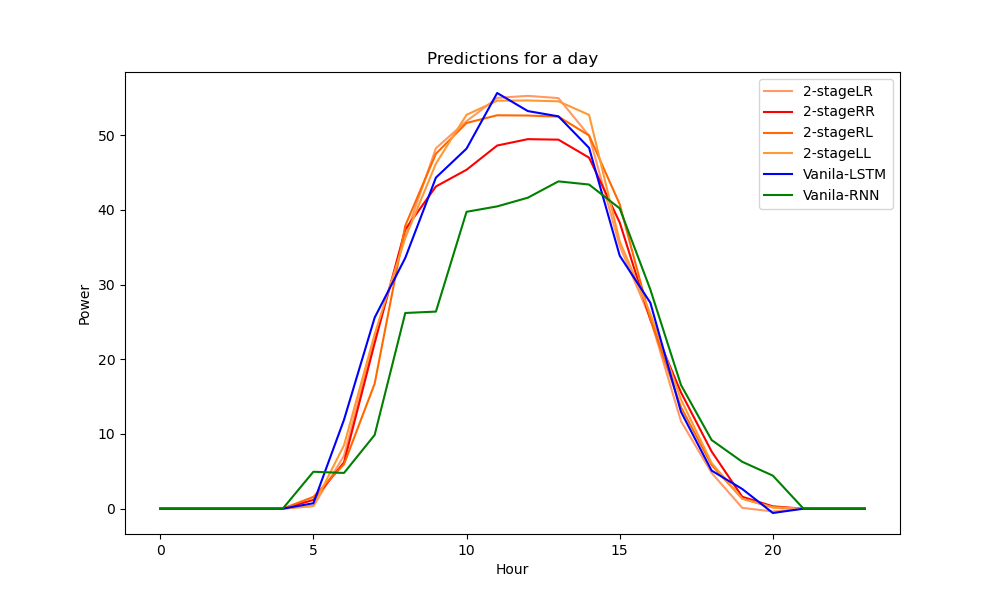 Predictions for a day
2-stageLR
2-stageRR
2-stageRL
2-stageLL
Vanila-LSTM
Vanila-RNN
Power
50
40
30
20
10
0
0 5 10 15 20
Hour